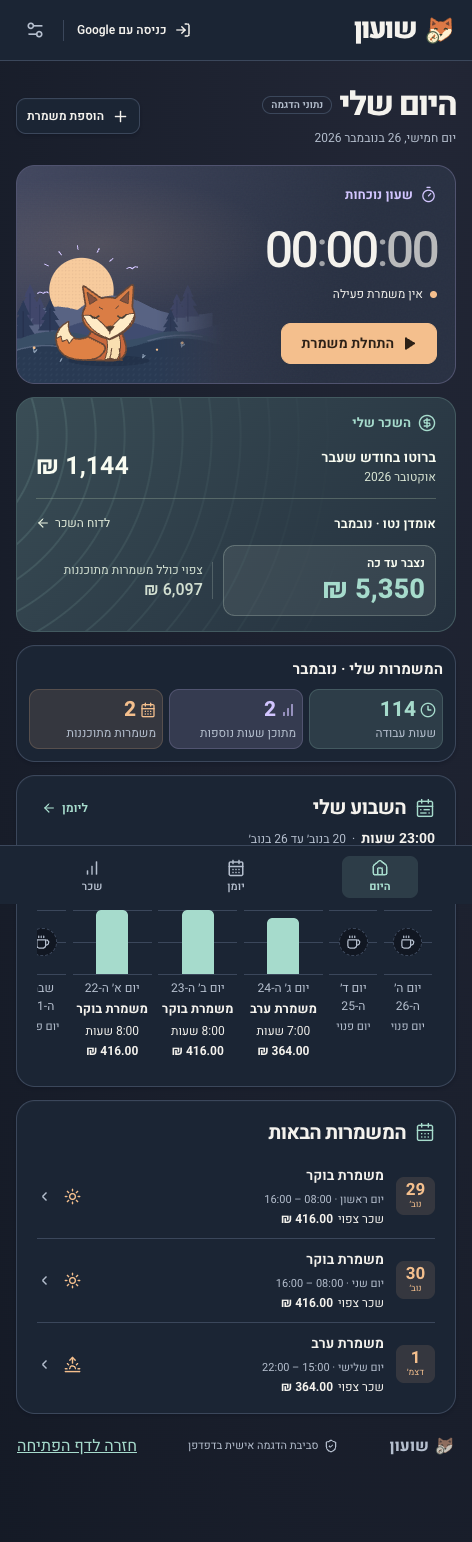 שועון
כניסה עם Google
היום שלי
נתוני הדגמה
יום חמישי, 26 בנובמבר 2026
הוספת משמרת
שעון נוכחות
00:00:00
אין משמרת פעילה
התחלת משמרת
השכר שלי
ברוטו בחודש שעבר
אוקטובר 2026
1,144 ₪
אומדן נטו · נובמבר
לדוח השכר
נצבר עד כה
5,350 ₪
צפוי כולל משמרות מתוכננות
6,097 ₪
המשמרות שלי · נובמבר
114
שעות עבודה
2
מתוכן שעות נוספות
2
משמרות מתוכננות
השבוע שלי
ליומן
23:00 שעות · 20 בנוב׳ עד 26 בנוב׳
היום
יומן
שכר
יום ה׳
ה-26
יום פנוי
יום ד׳
ה-25
יום פנוי
יום ג׳ ה-24
משמרת ערב
7:00 שעות
364.00 ₪
יום ב׳ ה-23
משמרת בוקר
8:00 שעות
416.00 ₪
יום א׳ ה-22
משמרת בוקר
8:00 שעות
416.00 ₪
המשמרות הבאות
29
נוב׳
משמרת בוקר
יום ראשון · 08:00 – 16:00
שכר צפוי 416.00 ₪
30
נוב׳
משמרת בוקר
יום שני · 08:00 – 16:00
שכר צפוי 416.00 ₪
1
דצמ׳
משמרת ערב
יום שלישי · 15:00 – 22:00
שכר צפוי 364.00 ₪
שועון
סביבת הדגמה אישית בדפדפן
חזרה לדף הפתיחה